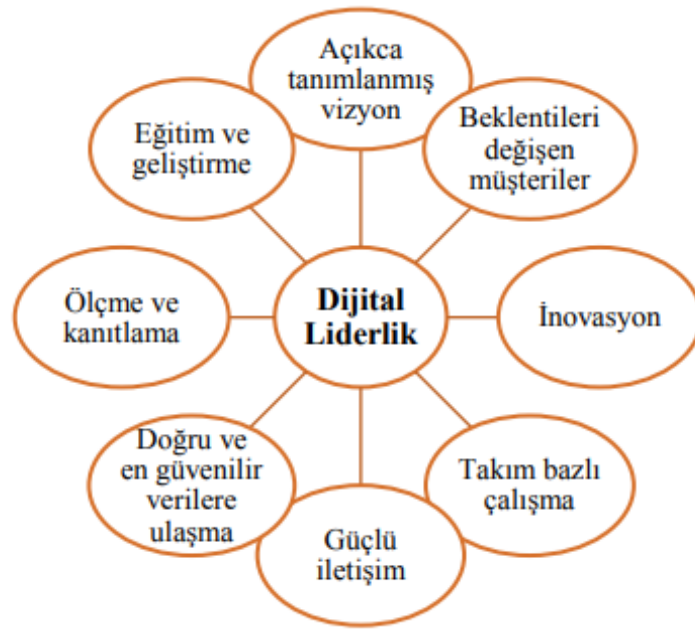 Açıkca
tanımlanmış
vizyon
Beklentileri
değişen
müşteriler
İnovasyon
Takım bazlı
çalışma
Güçlü
iletişim
Doğru ve
en güvenilir
verilere
ulaşma
Ölçme ve
kanıtlama
Eğitim ve
geliştirme
Dijital
Liderlik